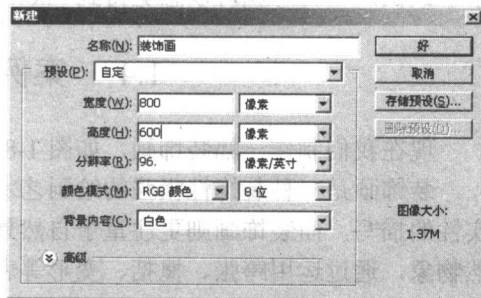 新建
名称(N): 装饰画
好
预设(P): 自定
取消
宽度(W): 800 像素
存储预设(S)...
高度(H): 600 像素
删除预设(D)...
分辨率(R): 96. 像素/英寸
颜色模式(M): RGB 颜色 8 位
背景内容(C): 白色
图像大小:
1.37M
高级